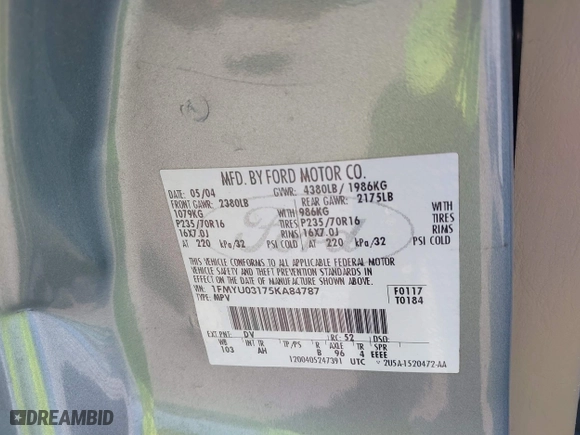 MFD. BY FORD MOTOR CO.
DATE: 05/04 GVWR: 4380LB/ 1986KG
FRONT GAWR: 2380LB REAR GAWR: 2175LB
1079KG WITH 986KG WITH
P235/70R16 TIRES P235/70R16 TIRES
16X7.0J RIMS 16X7.0J RIMS
AT 220 kPa/32 PSI COLD AT 220 kPa/32 PSI COLD
THIS VEHICLE CONFORMS TO ALL APPLICABLE FEDERAL MOTOR
VEHICLE SAFETY AND THEFT PREVENTION STANDARDS IN
EFFECT ON THE DATE OF MANUFACTURE SHOWN ABOVE.
VIN: 1FMYU03175KA84787 F0117
TYPE: MPV T0184
EXT PNT: DV RC: 52 DSO:
WB INT TR TP/PS R AXLE TR SPR
103 AH B 96 4 EEEE
1200405247391 UTC 2U5A-1520472-AA
Ford
DREAMBID